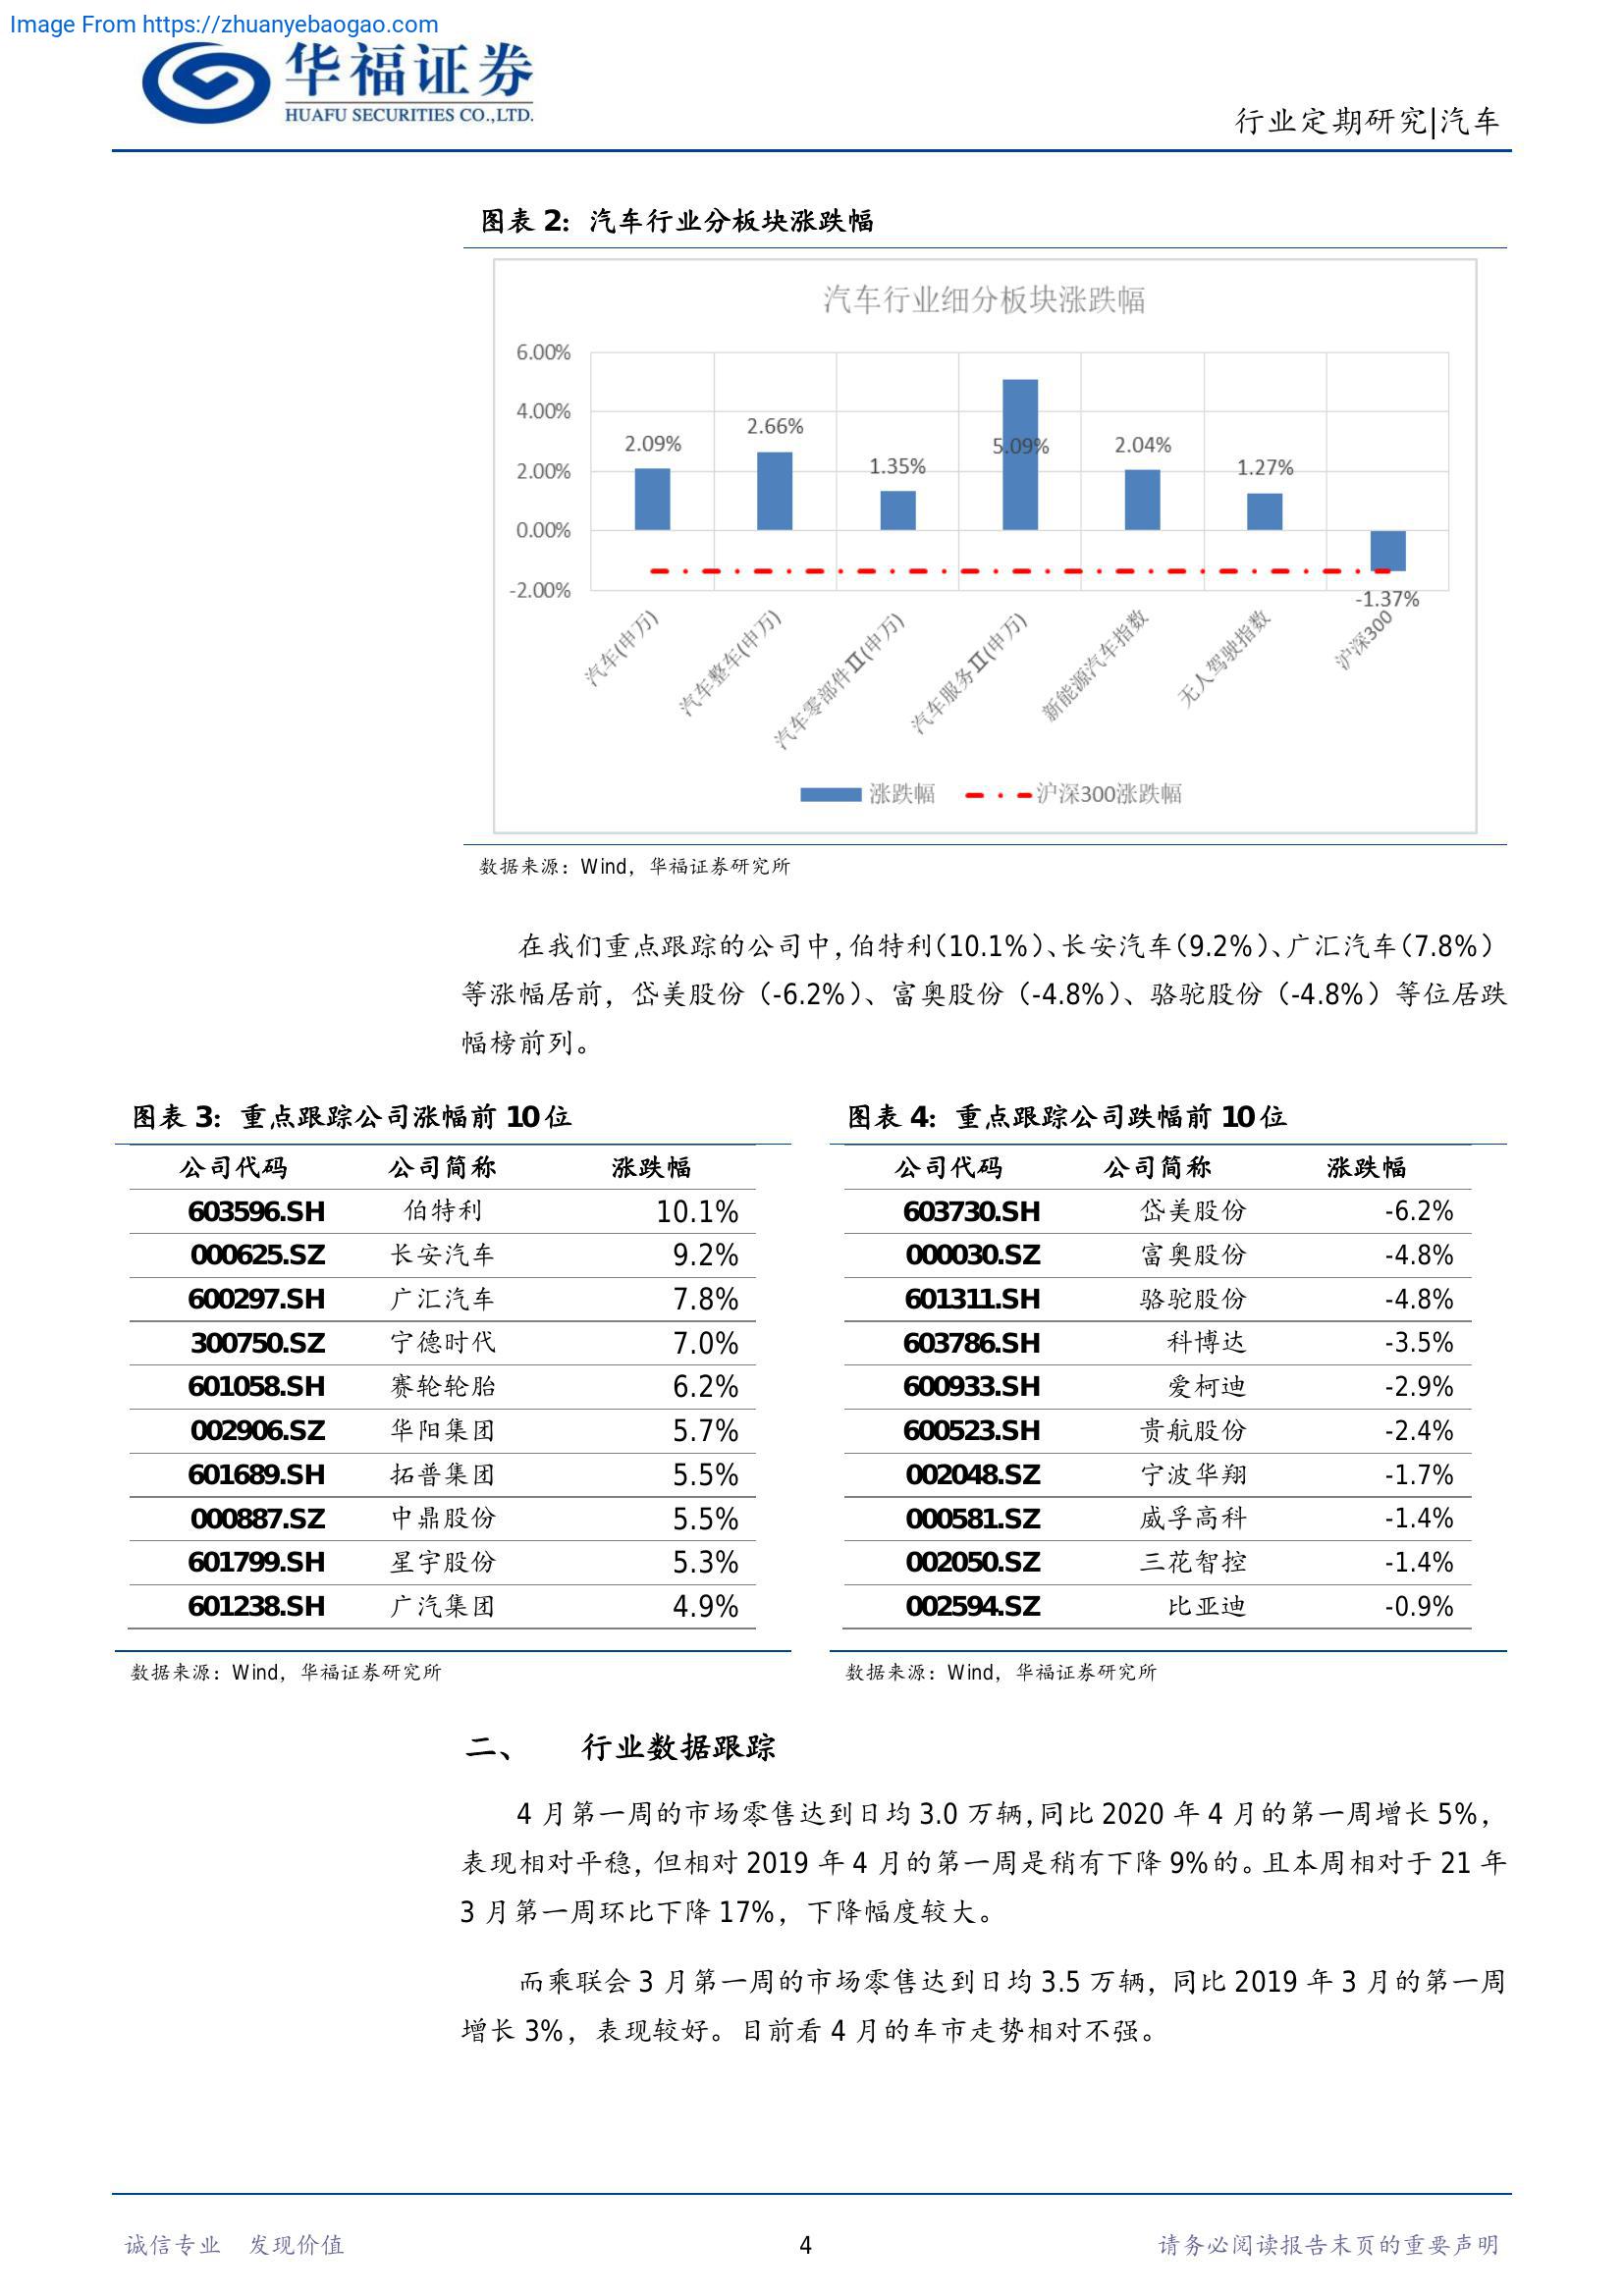 Image From https://zhuanyebaogao.com
华福证券
HUAFU SECURITIES CO.,LTD.
行业定期研究|汽车
图表 2：汽车行业分板块涨跌幅
汽车行业细分板块涨跌幅
6.00%
4.00%
2.00%
0.00%
-2.00%
2.09%
2.66%
1.35%
5.09%
2.04%
1.27%
-1.37%
汽车(申万)
汽车整车(申万)
汽车零部件Ⅱ(申万)
汽车服务Ⅱ(申万)
新能源汽车指数
无人驾驶指数
沪深300
涨跌幅 沪深300涨跌幅
数据来源：Wind，华福证券研究所
在我们重点跟踪的公司中，伯特利（10.1%）、长安汽车（9.2%）、广汇汽车（7.8%）
等涨幅居前，岱美股份（-6.2%）、富奥股份（-4.8%）、骆驼股份（-4.8%）等位居跌
幅榜前列。
图表 3：重点跟踪公司涨幅前 10 位
公司代码 公司简称 涨跌幅
603596.SH 伯特利 10.1%
000625.SZ 长安汽车 9.2%
600297.SH 广汇汽车 7.8%
300750.SZ 宁德时代 7.0%
601058.SH 赛轮轮胎 6.2%
002906.SZ 华阳集团 5.7%
601689.SH 拓普集团 5.5%
000887.SZ 中鼎股份 5.5%
601799.SH 星宇股份 5.3%
601238.SH 广汽集团 4.9%
数据来源：Wind，华福证券研究所
图表 4：重点跟踪公司跌幅前 10 位
公司代码 公司简称 涨跌幅
603730.SH 岱美股份 -6.2%
000030.SZ 富奥股份 -4.8%
601311.SH 骆驼股份 -4.8%
603786.SH 科博达 -3.5%
600933.SH 爱柯迪 -2.9%
600523.SH 贵航股份 -2.4%
002048.SZ 宁波华翔 -1.7%
000581.SZ 威孚高科 -1.4%
002050.SZ 三花智控 -1.4%
002594.SZ 比亚迪 -0.9%
数据来源：Wind，华福证券研究所
二、 行业数据跟踪
4 月第一周的市场零售达到日均 3.0 万辆，同比 2020 年 4 月的第一周增长 5%，
表现相对平稳，但相对 2019 年 4 月的第一周是稍有下降 9%的。且本周相对于 21 年
3 月第一周环比下降 17%，下降幅度较大。
而乘联会 3 月第一周的市场零售达到日均 3.5 万辆，同比 2019 年 3 月的第一周
增长 3%，表现较好。目前看 4 月的车市走势相对不强。
诚信专业 发现价值 4 请务必阅读报告末页的重要声明